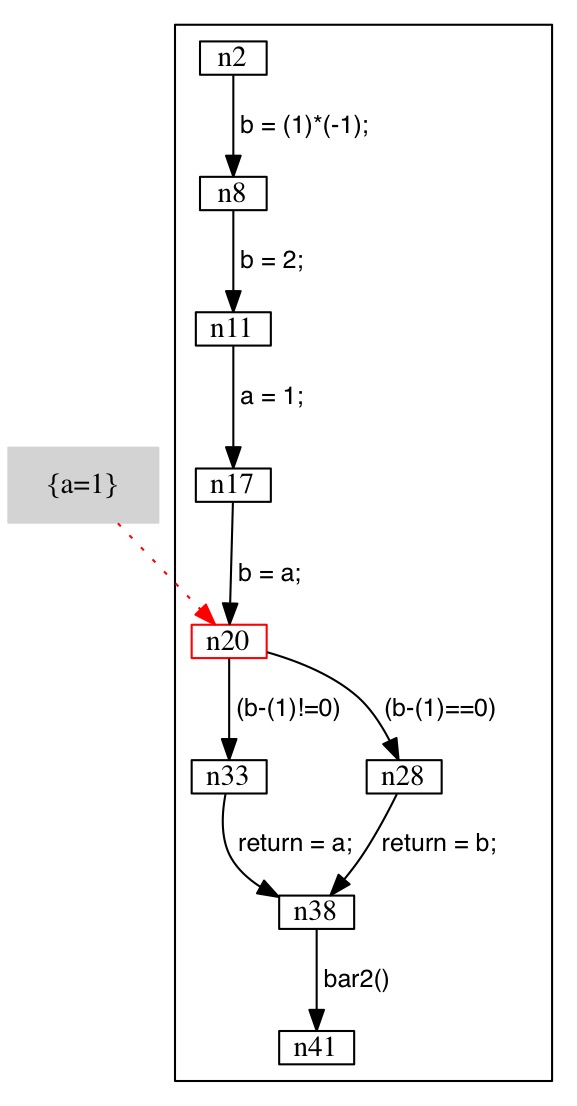 n2
b = (1)*(-1);
n8
b = 2;
n11
a = 1;
{a=1}
n17
b = a;
n20
(b-(1)!=0)
(b-(1)==0)
n33
n28
return = a;
return = b;
n38
bar2()
n41